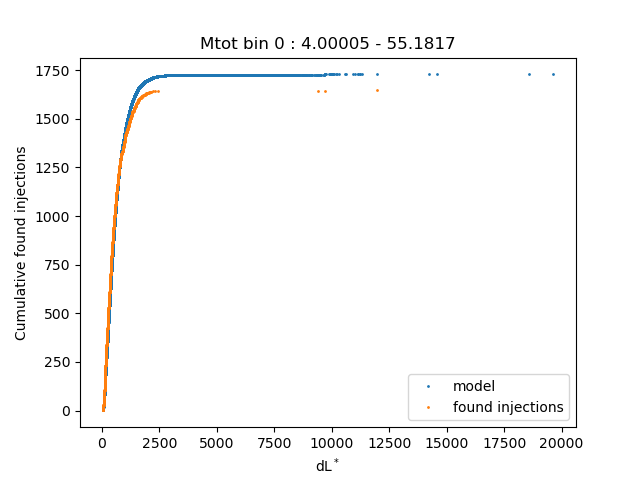 Mtot bin 0 : 4.00005 - 55.1817
Cumulative found injections
1750
1500
1250
1000
750
500
250
0
model
found injections
0 2500 5000 7500 10000 12500 15000 17500 20000
dL*